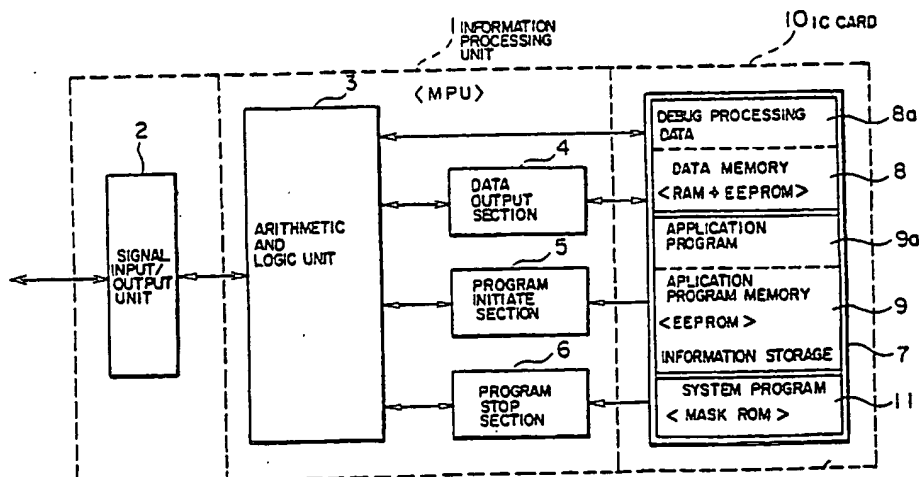 1 INFORMATION
PROCESSING
UNIT
10 IC CARD
<MPU>
3
2
SIGNAL
INPUT/
OUTPUT
UNIT
ARITHMETIC
AND
LOGIC UNIT
4
DATA
OUTPUT
SECTION
5
PROGRAM
INITIATE
SECTION
6
PROGRAM
STOP
SECTION
DEBUG PROCESSING
DATA
8a
DATA MEMORY
<RAM + EEPROM>
8
APPLICATION
PROGRAM
9a
APLICATION
PROGRAM MEMORY
<EEPROM>
9
INFORMATION STORAGE
7
SYSTEM PROGRAM
< MASK ROM >
11